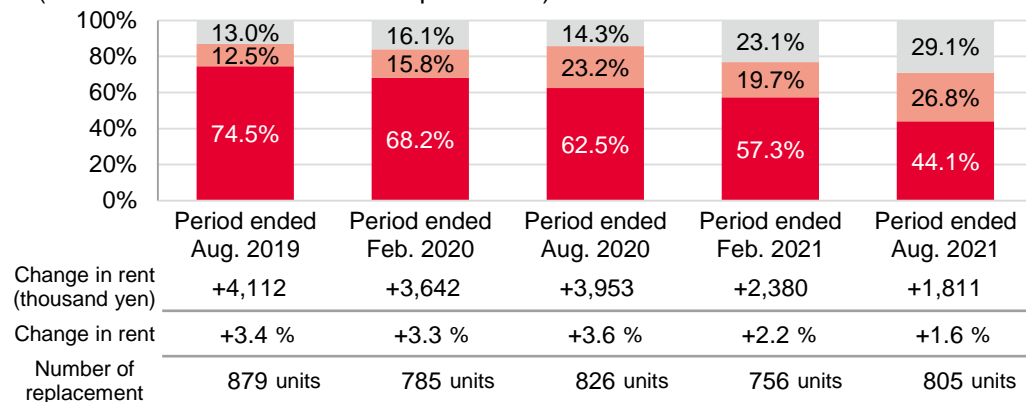 100%
80%
60%
40%
20%
0%
13.0%
16.1%
14.3%
23.1%
29.1%
12.5%
15.8%
23.2%
19.7%
26.8%
74.5%
68.2%
62.5%
57.3%
44.1%
Period ended
Aug. 2019
Period ended
Feb. 2020
Period ended
Aug. 2020
Period ended
Feb. 2021
Period ended
Aug. 2021
Change in rent
(thousand yen)
+4,112
+3,642
+3,953
+2,380
+1,811
Change in rent
+3.4 %
+3.3 %
+3.6 %
+2.2 %
+1.6 %
Number of
replacement
879 units
785 units
826 units
756 units
805 units